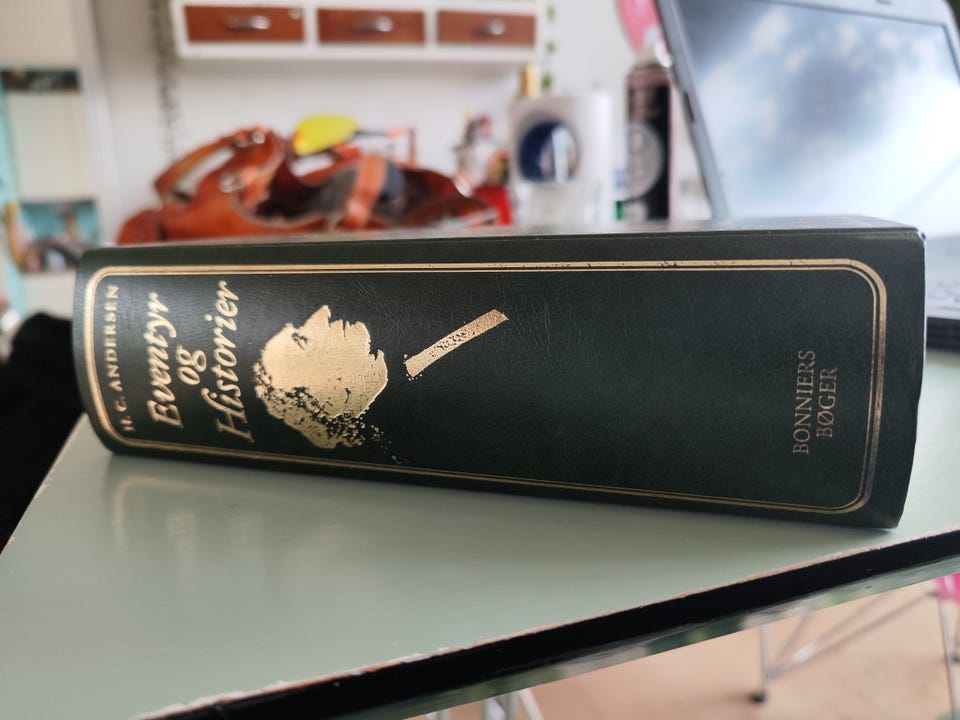 H. C. ANDERSEN
Eventyr
og
Historier
BONNIERS
BØGER